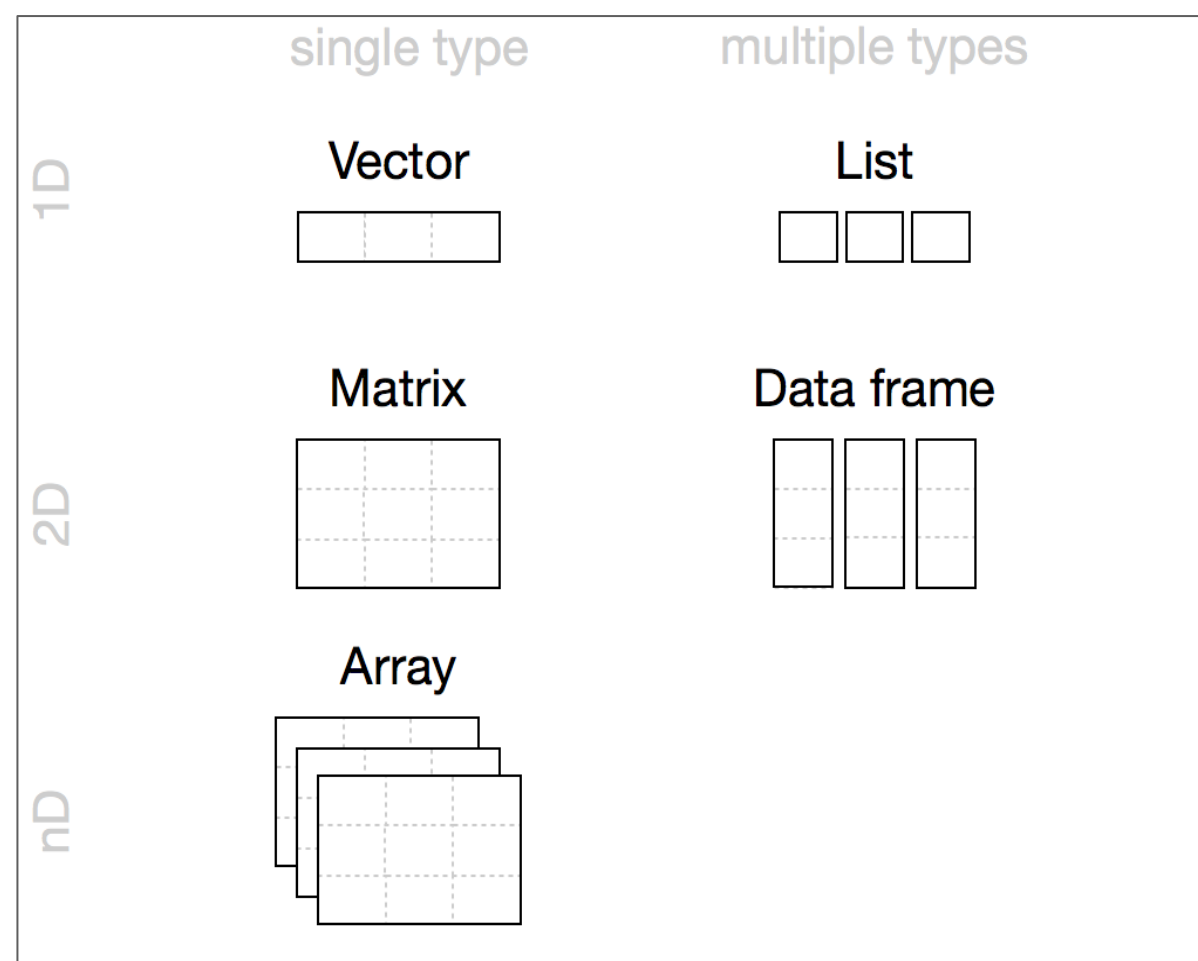 single type
multiple types
1D
Vector
List
2D
Matrix
Data frame
nD
Array